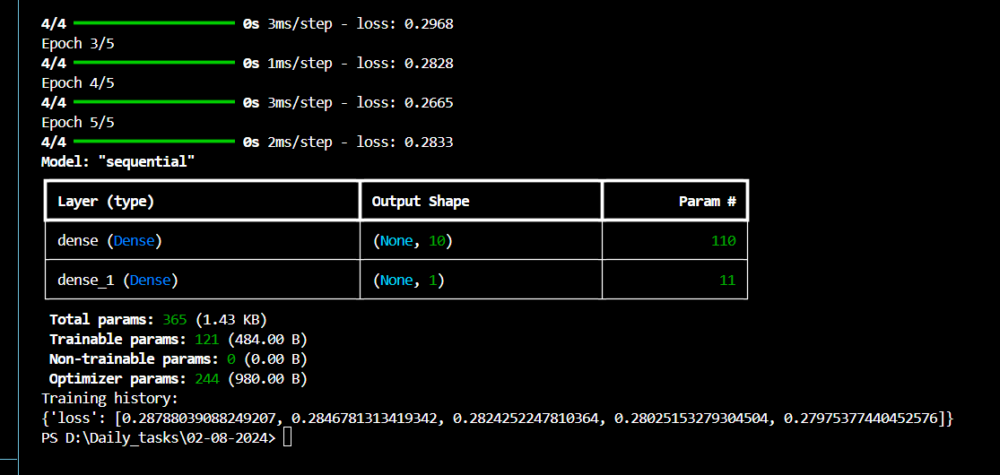 4/4 ━━━━━━━━━━━━━━━━━━━━ 0s 3ms/step - loss: 0.2968
Epoch 3/5
4/4 ━━━━━━━━━━━━━━━━━━━━ 0s 1ms/step - loss: 0.2828
Epoch 4/5
4/4 ━━━━━━━━━━━━━━━━━━━━ 0s 3ms/step - loss: 0.2665
Epoch 5/5
4/4 ━━━━━━━━━━━━━━━━━━━━ 0s 2ms/step - loss: 0.2833
Model: "sequential"
Layer (type) Output Shape Param #
dense (Dense) (None, 10) 110
dense_1 (Dense) (None, 1) 11
Total params: 365 (1.43 KB)
Trainable params: 121 (484.00 B)
Non-trainable params: 0 (0.00 B)
Optimizer params: 244 (980.00 B)
Training history:
{'loss': [0.28788039088249207, 0.2846781313419342, 0.2824252247810364, 0.28025153279304504, 0.27975377440452576]}
PS D:\Daily_tasks\02-08-2024>